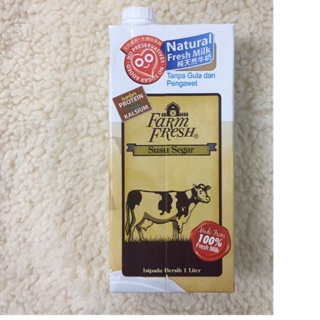 NO PRESERVATIVES
NO SUGAR ADDED
Natural
Fresh Milk
純天然牛奶
Tanpa Gula dan
Pengawet
PROTEIN
KALSIUM
FARM
FRESH®
Susu Segar
Made From
100%
Fresh Milk
Isipadu Bersih 1 Liter